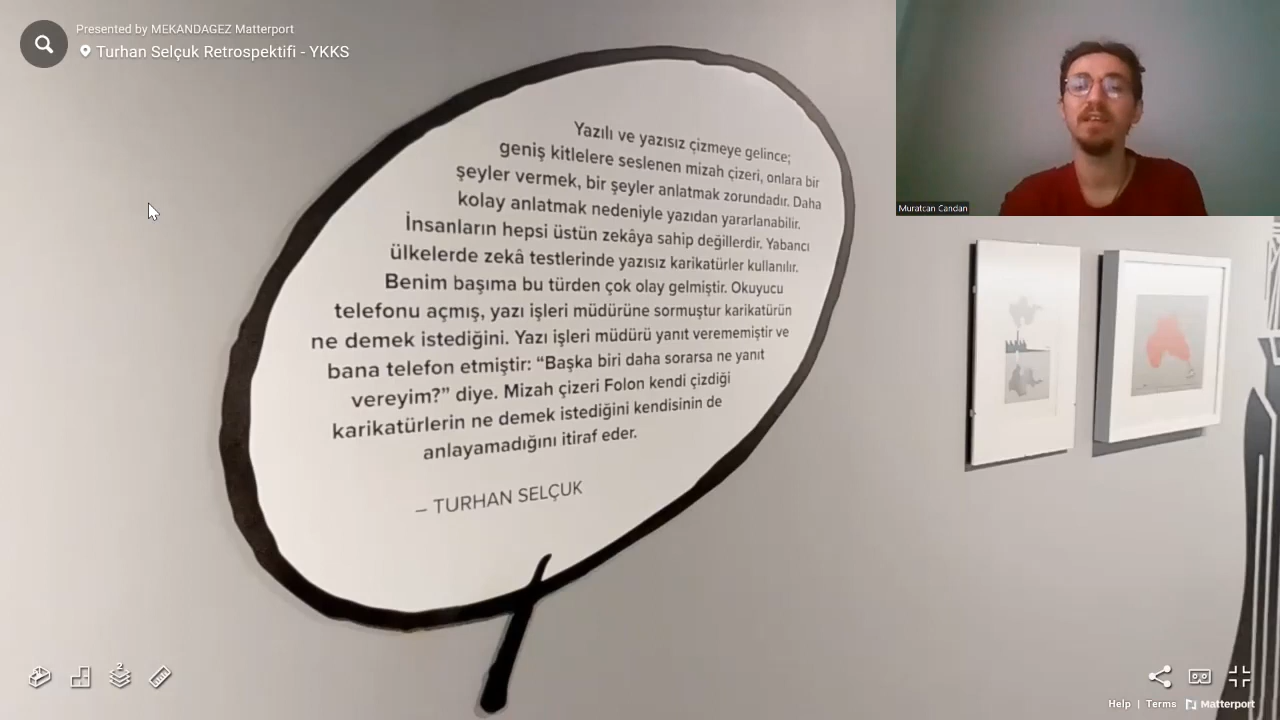 Presented by MEKANDAGEZ Matterport
Turhan Selçuk Retrospektifi - YKKS
Yazılı ve yazısız çizmeye gelince;
geniş kitlelere seslenen mizah çizeri, onlara bir
şeyler vermek, bir şeyler anlatmak zorundadır. Daha
kolay anlatmak nedeniyle yazıdan yararlanabilir.
İnsanların hepsi üstün zekâya sahip değillerdir. Yabancı
ülkelerde zekâ testlerinde yazısız karikatürler kullanılır.
Benim başıma bu türden çok olay gelmiştir. Okuyucu
telefonu açmış, yazı işleri müdürüne sormuştur karikatürün
ne demek istediğini. Yazı işleri müdürü yanıt verememiştir ve
bana telefon etmiştir: “Başka biri daha sorarsa ne yanıt
vereyim?” diye. Mizah çizeri Folon kendi çizdiği
karikatürlerin ne demek istediğini kendisinin de
anlayamadığını itiraf eder.
– TURHAN SELÇUK
Muratcan Candan
2
Help | Terms Matterport